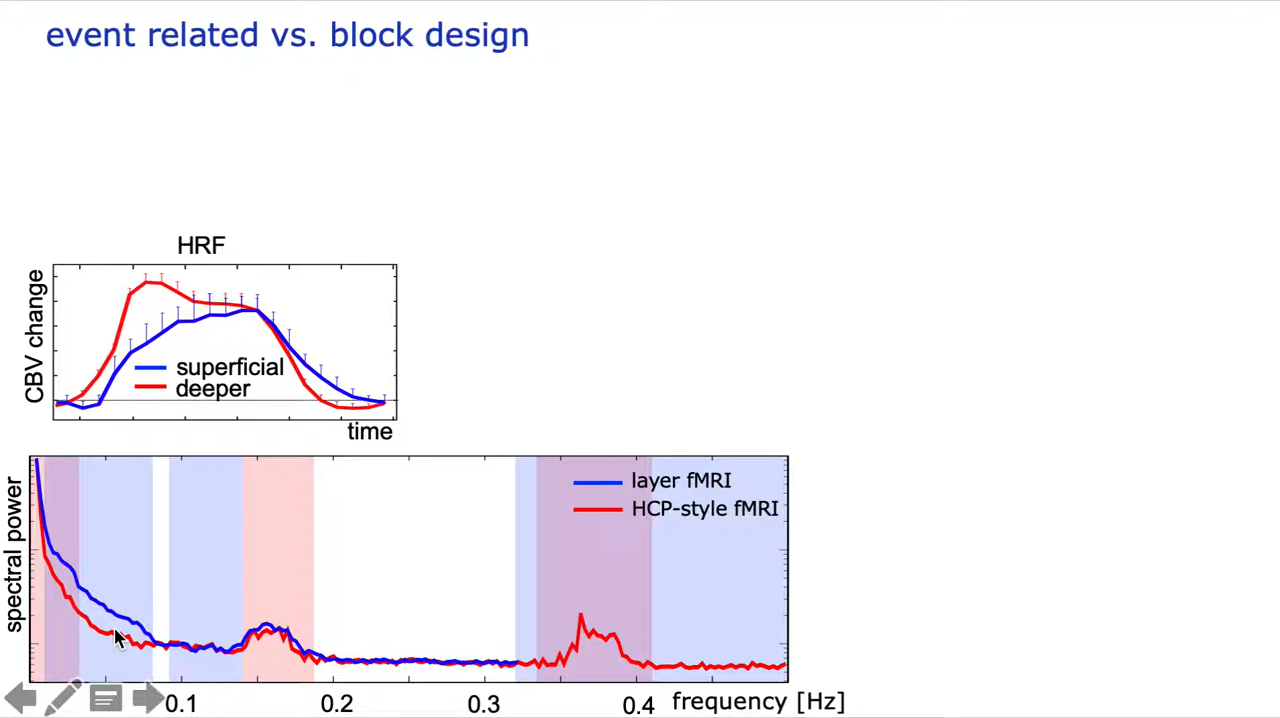 event related vs. block design
HRF
CBV change
superficial
deeper
time
spectral power
layer fMRI
HCP-style fMRI
0.1
0.2
0.3
0.4
frequency [Hz]